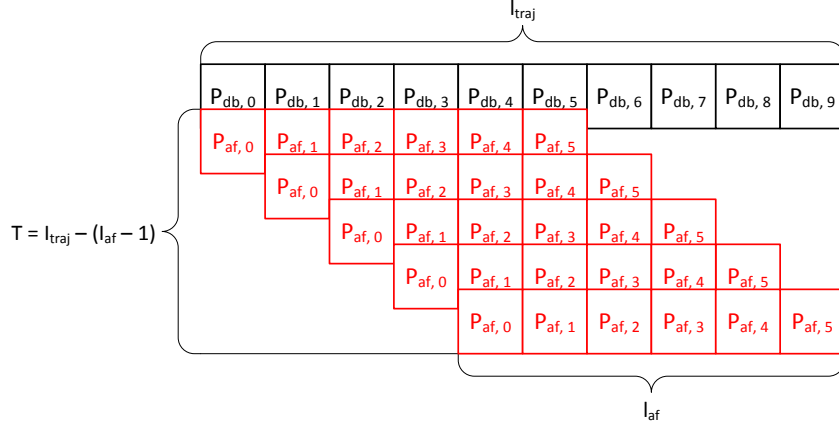 I_traj
P_db, 0 P_db, 1 P_db, 2 P_db, 3 P_db, 4 P_db, 5 P_db, 6 P_db, 7 P_db, 8 P_db, 9
P_af, 0 P_af, 1 P_af, 2 P_af, 3 P_af, 4 P_af, 5
P_af, 0 P_af, 1 P_af, 2 P_af, 3 P_af, 4 P_af, 5
T = I_traj – (I_af – 1) P_af, 0 P_af, 1 P_af, 2 P_af, 3 P_af, 4 P_af, 5
P_af, 0 P_af, 1 P_af, 2 P_af, 3 P_af, 4 P_af, 5
P_af, 0 P_af, 1 P_af, 2 P_af, 3 P_af, 4 P_af, 5
I_af